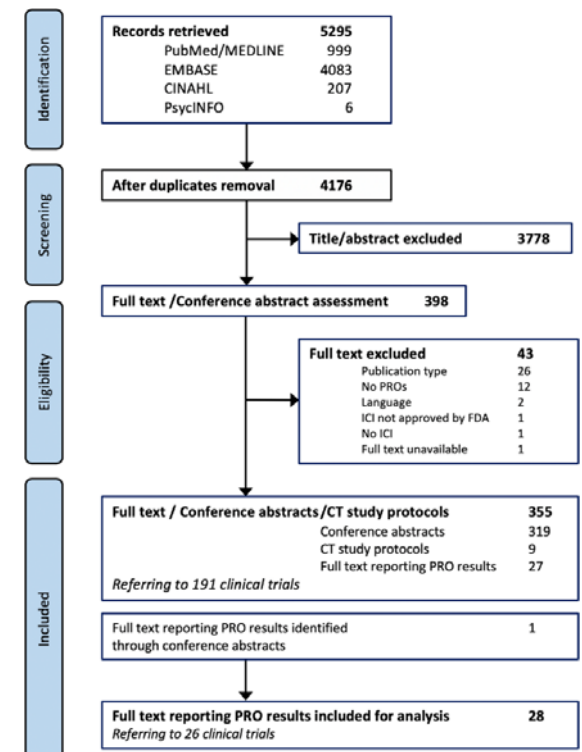 Identification
Records retrieved 5295
PubMed/MEDLINE 999
EMBASE 4083
CINAHL 207
PsycINFO 6
Screening
After duplicates removal 4176
Title/abstract excluded 3778
Full text /Conference abstract assessment 398
Eligibility
Full text excluded 43
Publication type 26
No PROs 12
Language 2
ICI not approved by FDA 1
No ICI 1
Full text unavailable 1
Included
Full text / Conference abstracts/CT study protocols 355
Conference abstracts 319
CT study protocols 9
Full text reporting PRO results 27
Referring to 191 clinical trials
Full text reporting PRO results identified 1
through conference abstracts
Full text reporting PRO results included for analysis 28
Referring to 26 clinical trials